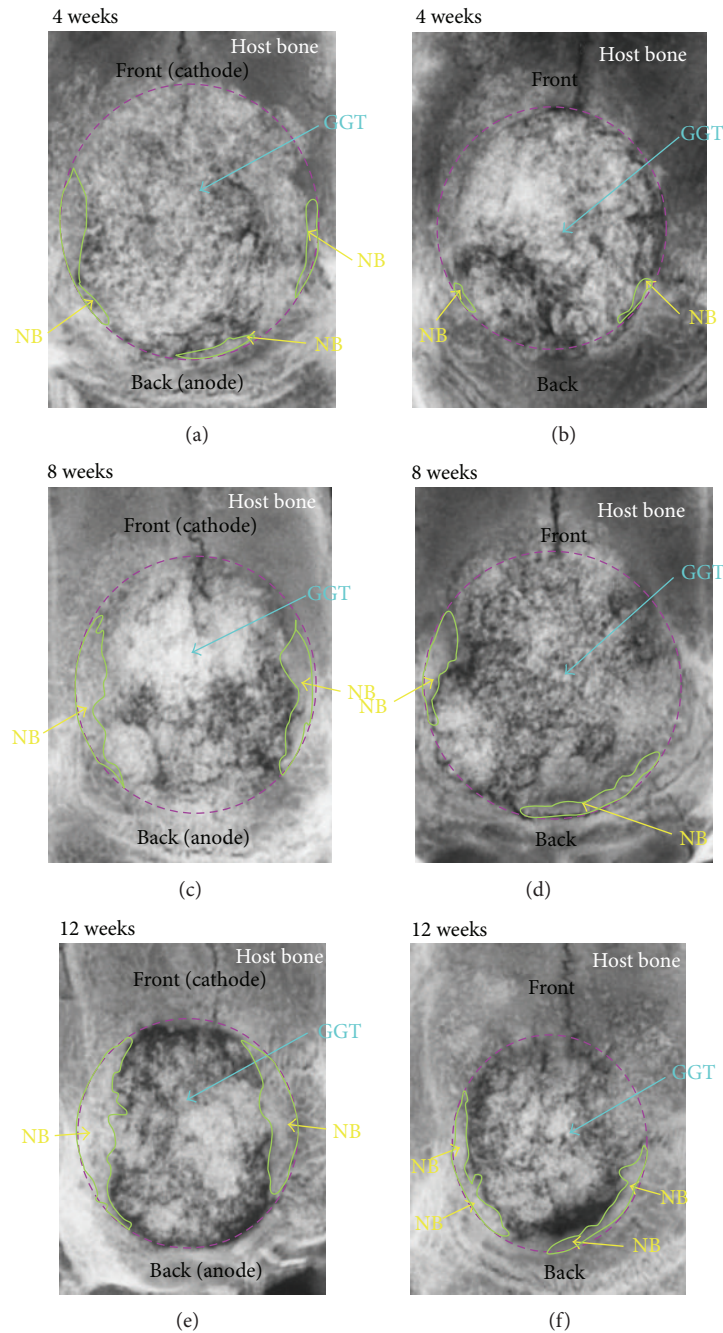 4 weeks
Host bone
Front (cathode)
GGT
NB
NB
NB
Back (anode)
(a)
4 weeks
Host bone
Front
GGT
NB
NB
Back
(b)
8 weeks
Host bone
Front (cathode)
GGT
NB
NB
Back (anode)
(c)
8 weeks
Host bone
Front
GGT
NB
NB
Back
(d)
12 weeks
Host bone
Front (cathode)
GGT
NB
NB
Back (anode)
(e)
12 weeks
Host bone
Front
GGT
NB
NB
NB
NB
Back
(f)